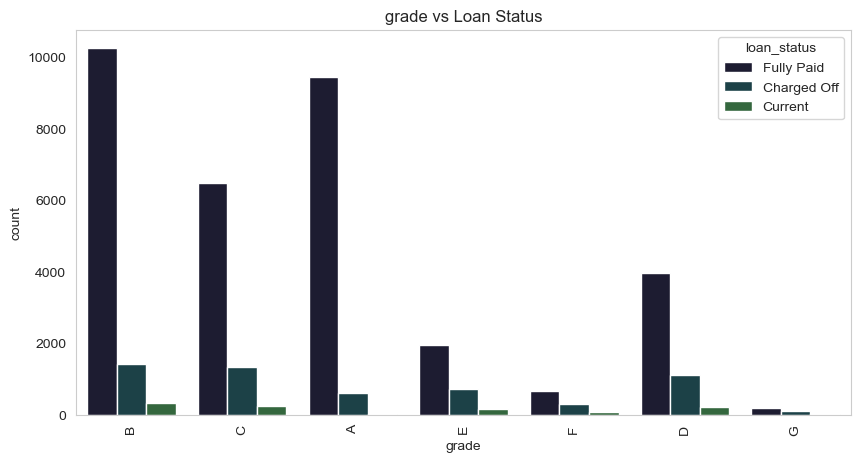 grade vs Loan Status
loan_status
Fully Paid
Charged Off
Current
count
10000
8000
6000
4000
2000
0
B
C
A
E
F
D
G
grade